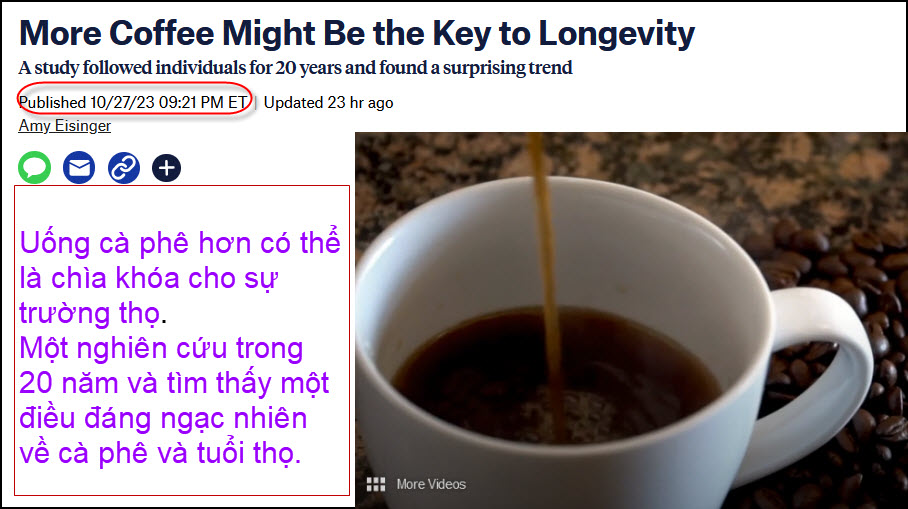 More Coffee Might Be the Key to Longevity
A study followed individuals for 20 years and found a surprising trend
Published 10/27/23 09:21 PM ET | Updated 23 hr ago
Amy Eisinger
Uống cà phê hơn có thể
là chìa khóa cho sự
trường thọ.
Một nghiên cứu trong
20 năm và tìm thấy một
điều đáng ngạc nhiên
về cà phê và tuổi thọ.
More Videos